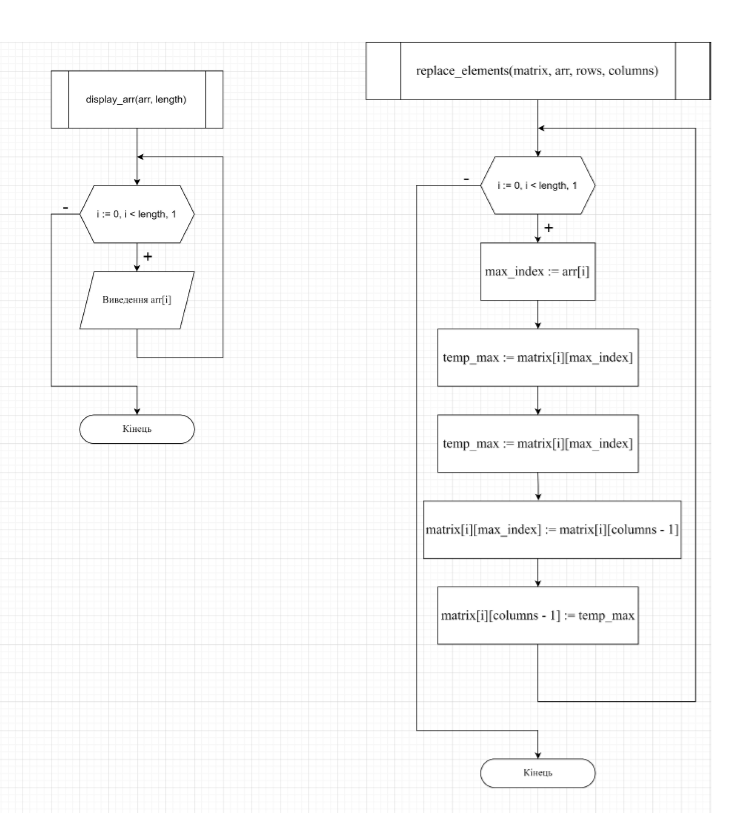 display_arr(arr, length)
-
i := 0, i < length, 1
+
Виведення arr[i]
Кінець
replace_elements(matrix, arr, rows, columns)
-
i := 0, i < length, 1
+
max_index := arr[i]
temp_max := matrix[i][max_index]
temp_max := matrix[i][max_index]
matrix[i][max_index] := matrix[i][columns - 1]
matrix[i][columns - 1] := temp_max
Кінець